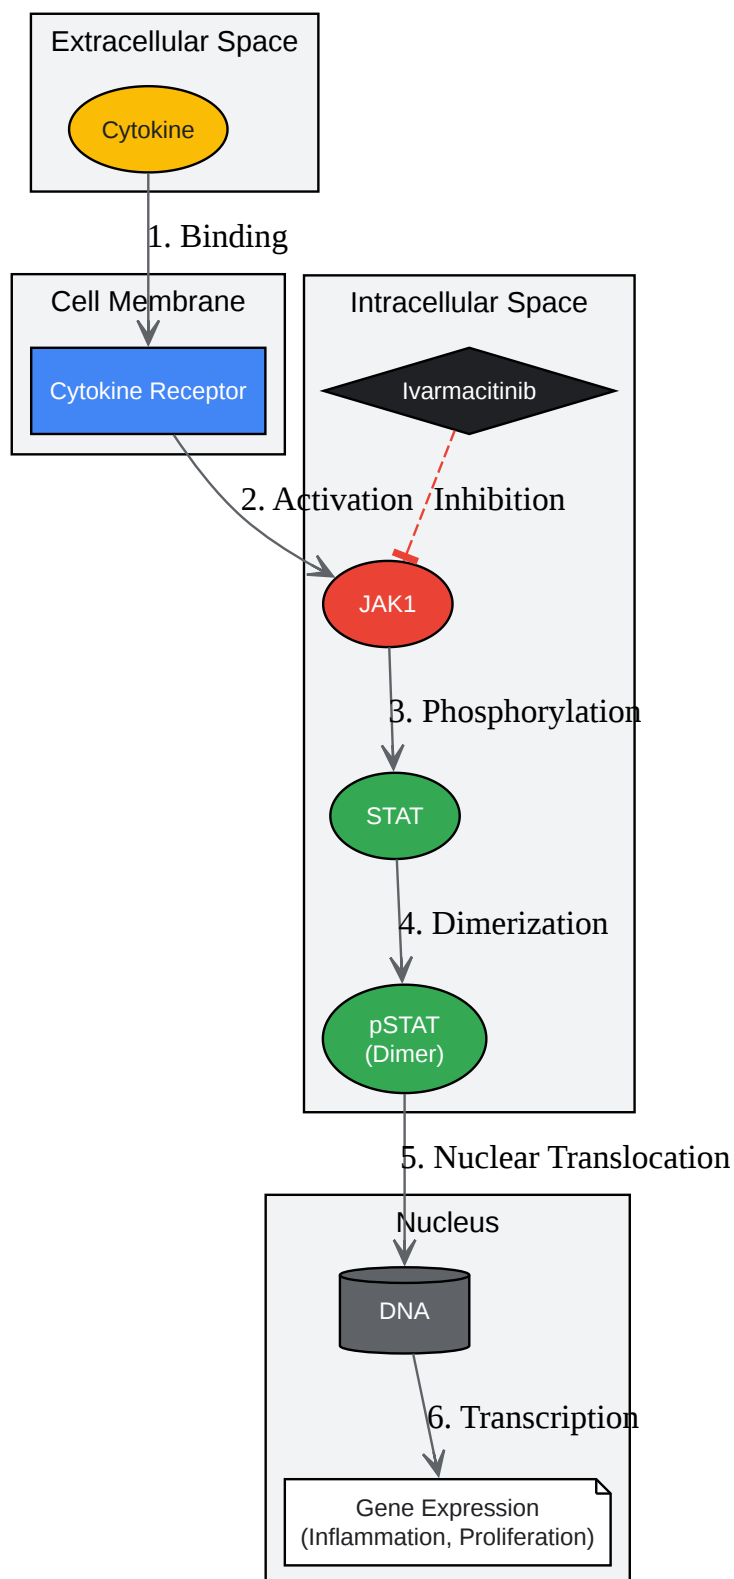 Extracellular Space
Cytokine
1. Binding
Cell Membrane
Cytokine Receptor
Intracellular Space
Ivarmacitinib
2. Activation
Inhibition
JAK1
3. Phosphorylation
STAT
4. Dimerization
pSTAT
(Dimer)
5. Nuclear Translocation
Nucleus
DNA
6. Transcription
Gene Expression
(Inflammation, Proliferation)